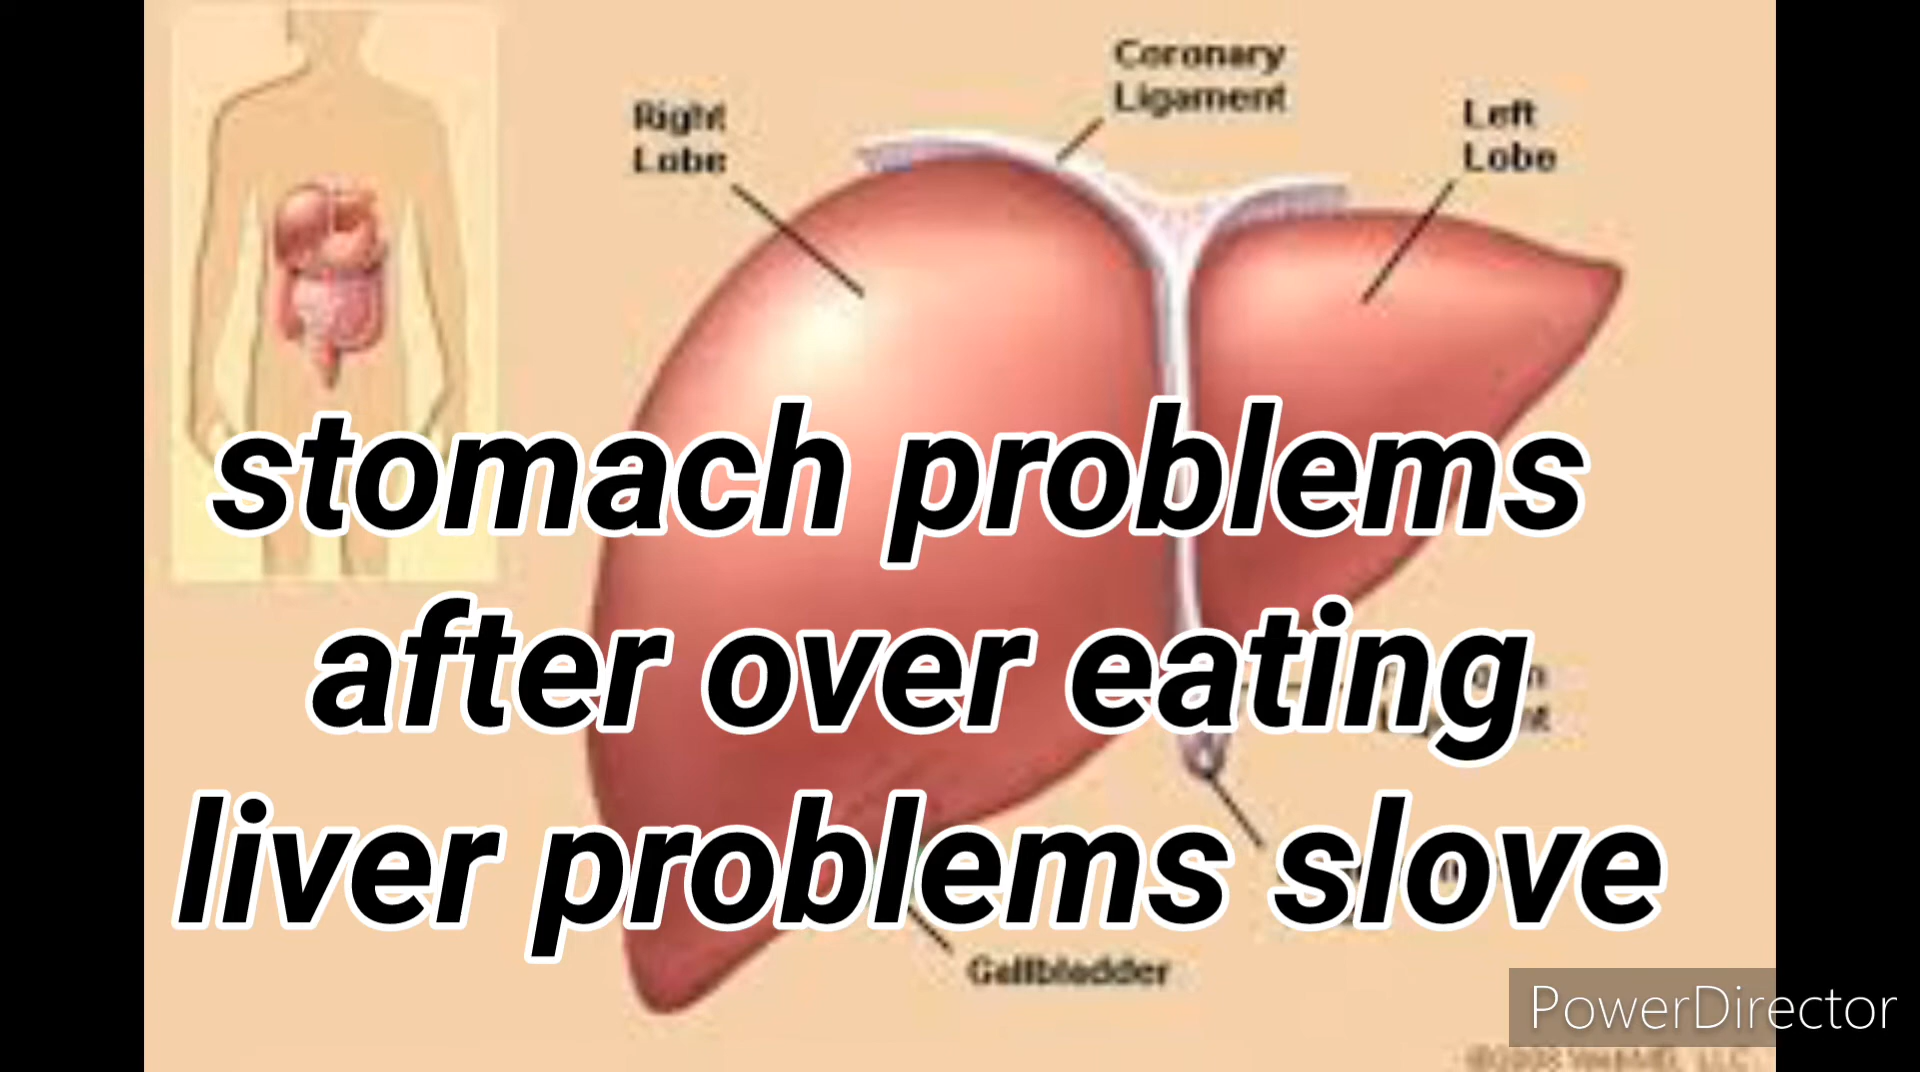 Coronary
Ligament
Right
Lobe
Left
Lobe
stomach problems
after over eating
liver problems slove
Gallbladder
PowerDirector